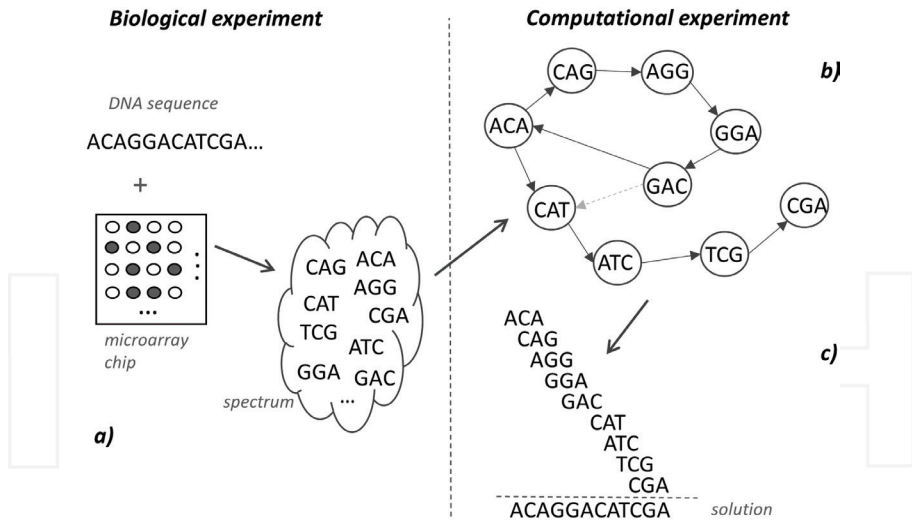 Biological experiment
DNA sequence
ACAGGACATCGA...
+
...
...
microarray
chip
CAG
ACA
AGG
CAT
CGA
TCG
ATC
GGA
GAC
...
spectrum
a)
Computational experiment
b)
CAG
AGG
ACA
GGA
GAC
CAT
CGA
ATC
TCG
c)
ACA
CAG
AGG
GGA
GAC
CAT
ATC
TCG
CGA
ACAGGACATCGA
solution